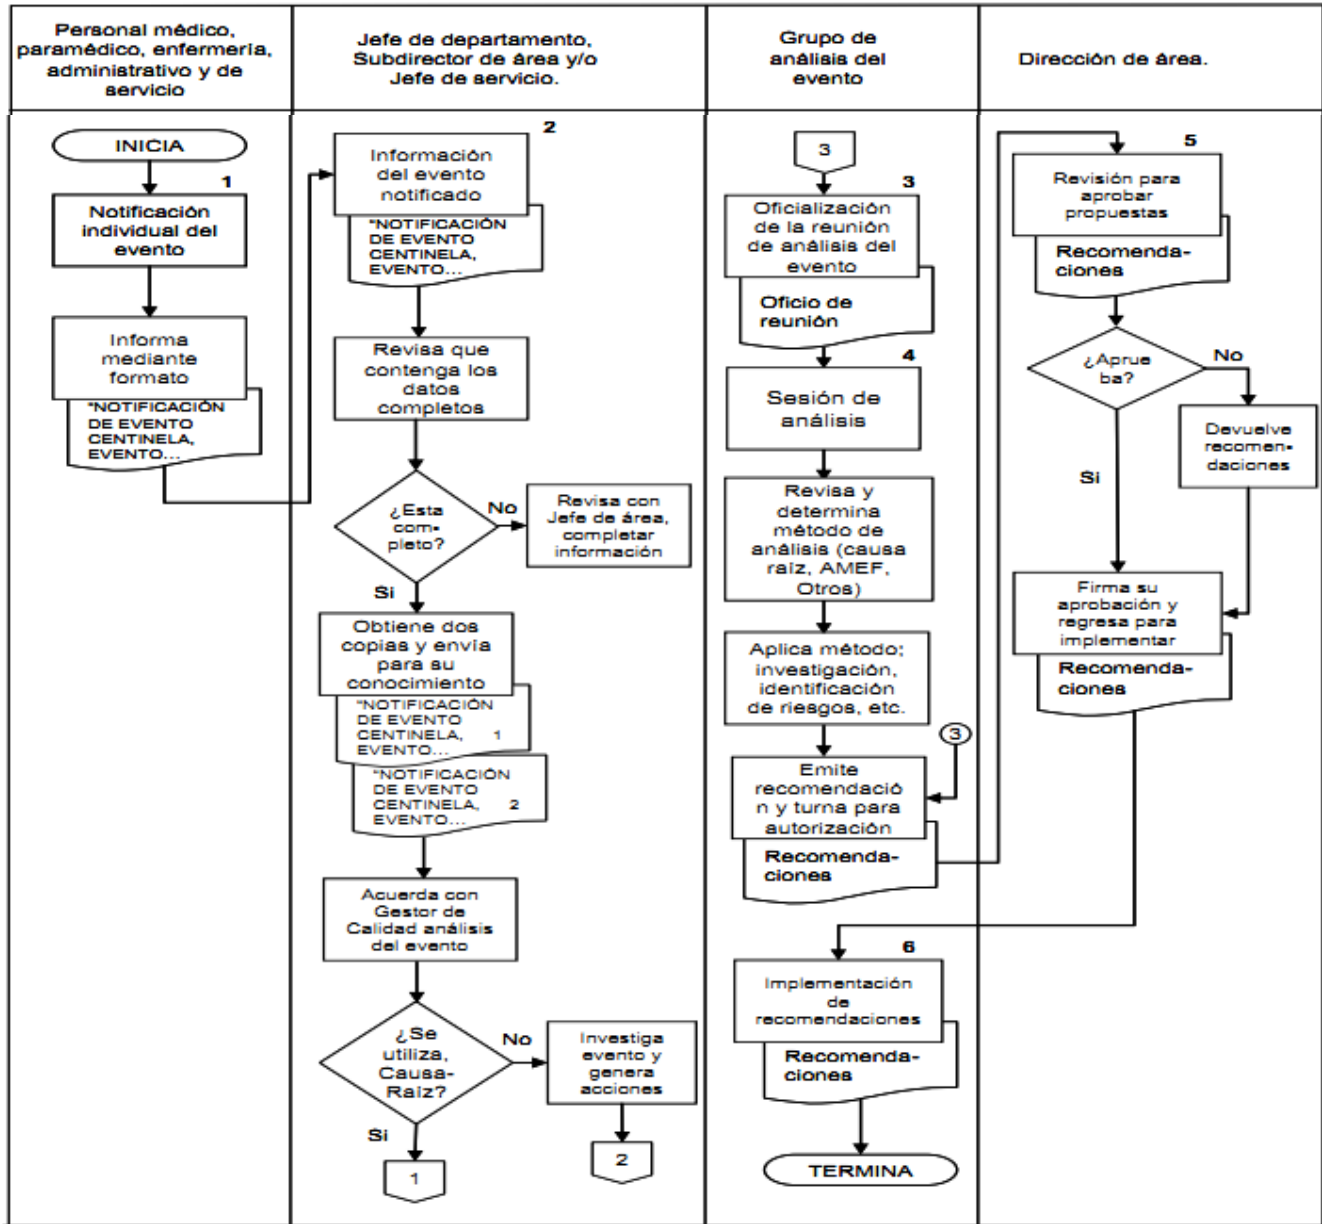 Personal médico,
paramédico, enfermería,
administrativo y de
servicio
Jefe de departamento,
Subdirector de área y/o
Jefe de servicio.
Grupo de
análisis del
evento
Dirección de área.
INICIA
1
Notificación
individual del
evento
Informa
mediante
formato
"NOTIFICACIÓN
DE EVENTO
CENTINELA,
EVENTO...
2
Información
del evento
notificado
"NOTIFICACIÓN
DE EVENTO
CENTINELA,
EVENTO...
Revisa que
contenga los
datos
completos
¿Esta
com-
pleto?
No
Revisa con
Jefe de área,
completar
información
Si
Obtiene dos
copias y envía
para su
conocimiento
"NOTIFICACIÓN
DE EVENTO
CENTINELA, 1
EVENTO...
"NOTIFICACIÓN
DE EVENTO
CENTINELA, 2
EVENTO...
Acuerda con
Gestor de
Calidad análisis
del evento
¿Se
utiliza,
Causa-
Raíz?
No
Investiga
evento y
genera
acciones
Si
1
2
3
3
Oficialización
de la reunión
de análisis del
evento
Oficio de
reunión
4
Sesión de
análisis
Revisa y
determina
método de
análisis (causa
raíz, AMEF,
Otros)
Aplica método;
investigación,
identificación
de riesgos, etc.
3
Emite
recomendació
n y turna para
autorización
Recomenda-
ciones
5
Revisión para
aprobar
propuestas
Recomenda-
ciones
¿Aprue
ba?
No
Devuelve
recomen-
daciones
Si
Firma su
aprobación y
regresa para
implementar
Recomenda-
ciones
6
Implementación
de
recomendaciones
Recomenda-
ciones
TERMINA